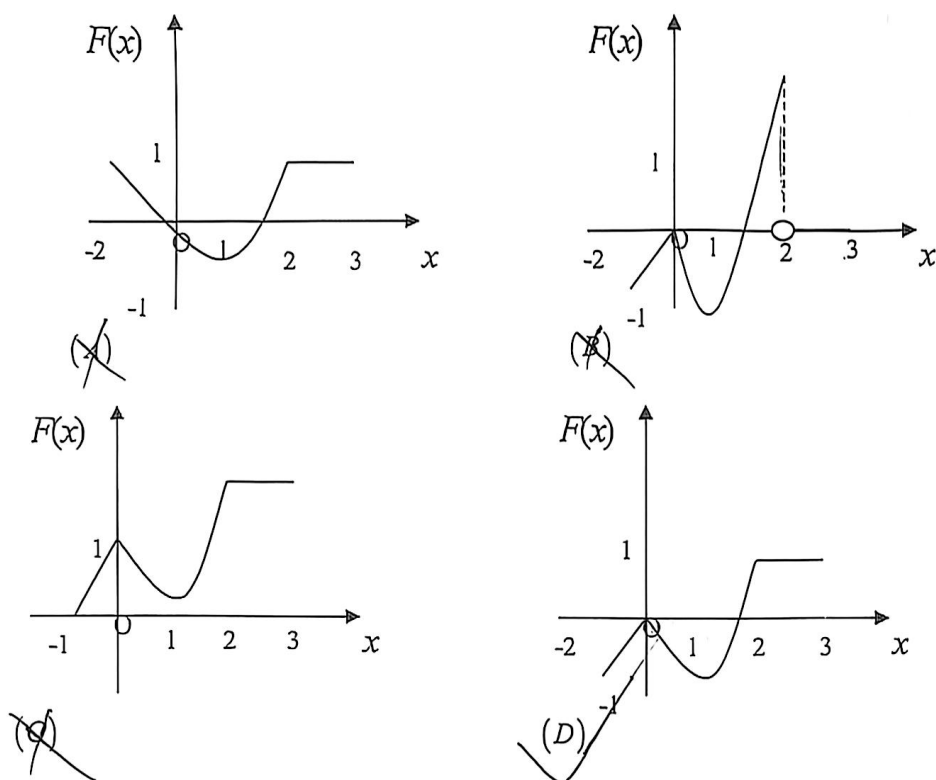 F(x)
1
O
-2 1 2 3 x
-1
(A)
F(x)
1
O
-2 1 2 .3 x
-1
(B)
F(x)
1
O
-1 1 2 3 x
F(x)
1
O
-2 1 2 3 x
-1
(D)